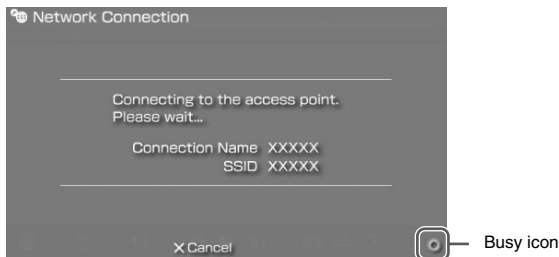 Network Connection
Connecting to the access point.
Please wait...
Connection Name XXXXX
SSID XXXXX
Cancel
Busy icon